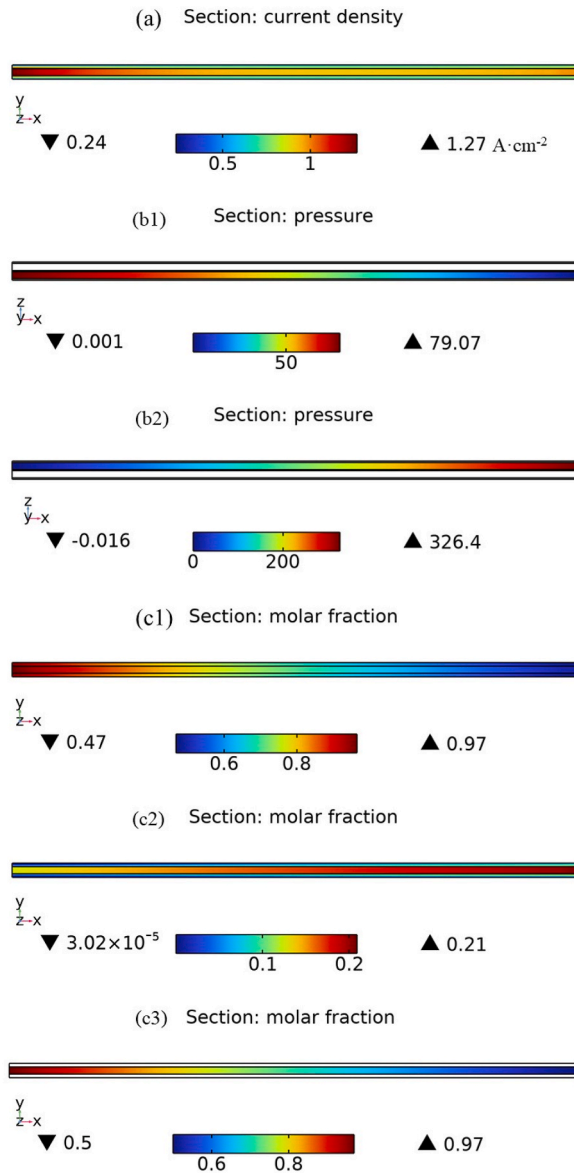 (a) Section: current density
y
z x
▼ 0.24 0.5 1 ▲ 1.27 A·cm⁻²
(b1) Section: pressure
z
y x
▼ 0.001 50 ▲ 79.07
(b2) Section: pressure
z
y x
▼ -0.016 0 200 ▲ 326.4
(c1) Section: molar fraction
y
z x
▼ 0.47 0.6 0.8 ▲ 0.97
(c2) Section: molar fraction
y
z x
▼ 3.02×10⁻⁵ 0.1 0.2 ▲ 0.21
(c3) Section: molar fraction
y
z x
▼ 0.5 0.6 0.8 ▲ 0.97